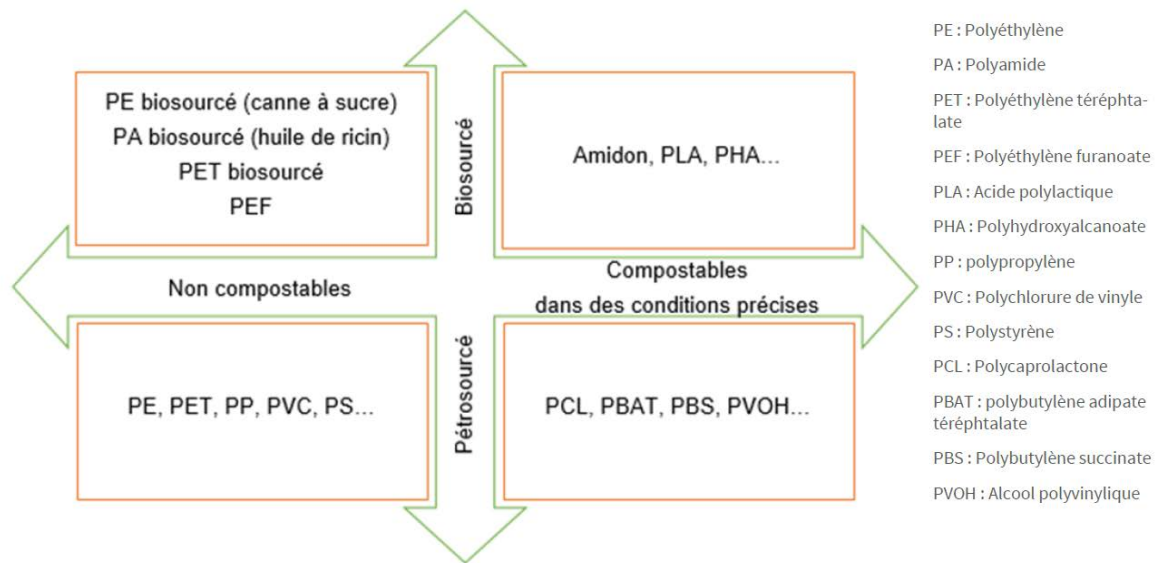 PE biosourcé (canne à sucre)
PA biosourcé (huile de ricin)
PET biosourcé
PEF
Biosourcé
Amidon, PLA, PHA...
Non compostables
Compostables
dans des conditions précises
PE, PET, PP, PVC, PS...
Pétrosourcé
PCL, PBAT, PBS, PVOH...
PE : Polyéthylène
PA : Polyamide
PET : Polyéthylène téréphta-
late
PEF : Polyéthylène furanoate
PLA : Acide polylactique
PHA : Polyhydroxyalcanoate
PP : polypropylène
PVC : Polychlorure de vinyle
PS : Polystyrène
PCL : Polycaprolactone
PBAT : polybutylène adipate
téréphtalate
PBS : Polybutylène succinate
PVOH : Alcool polyvinylique